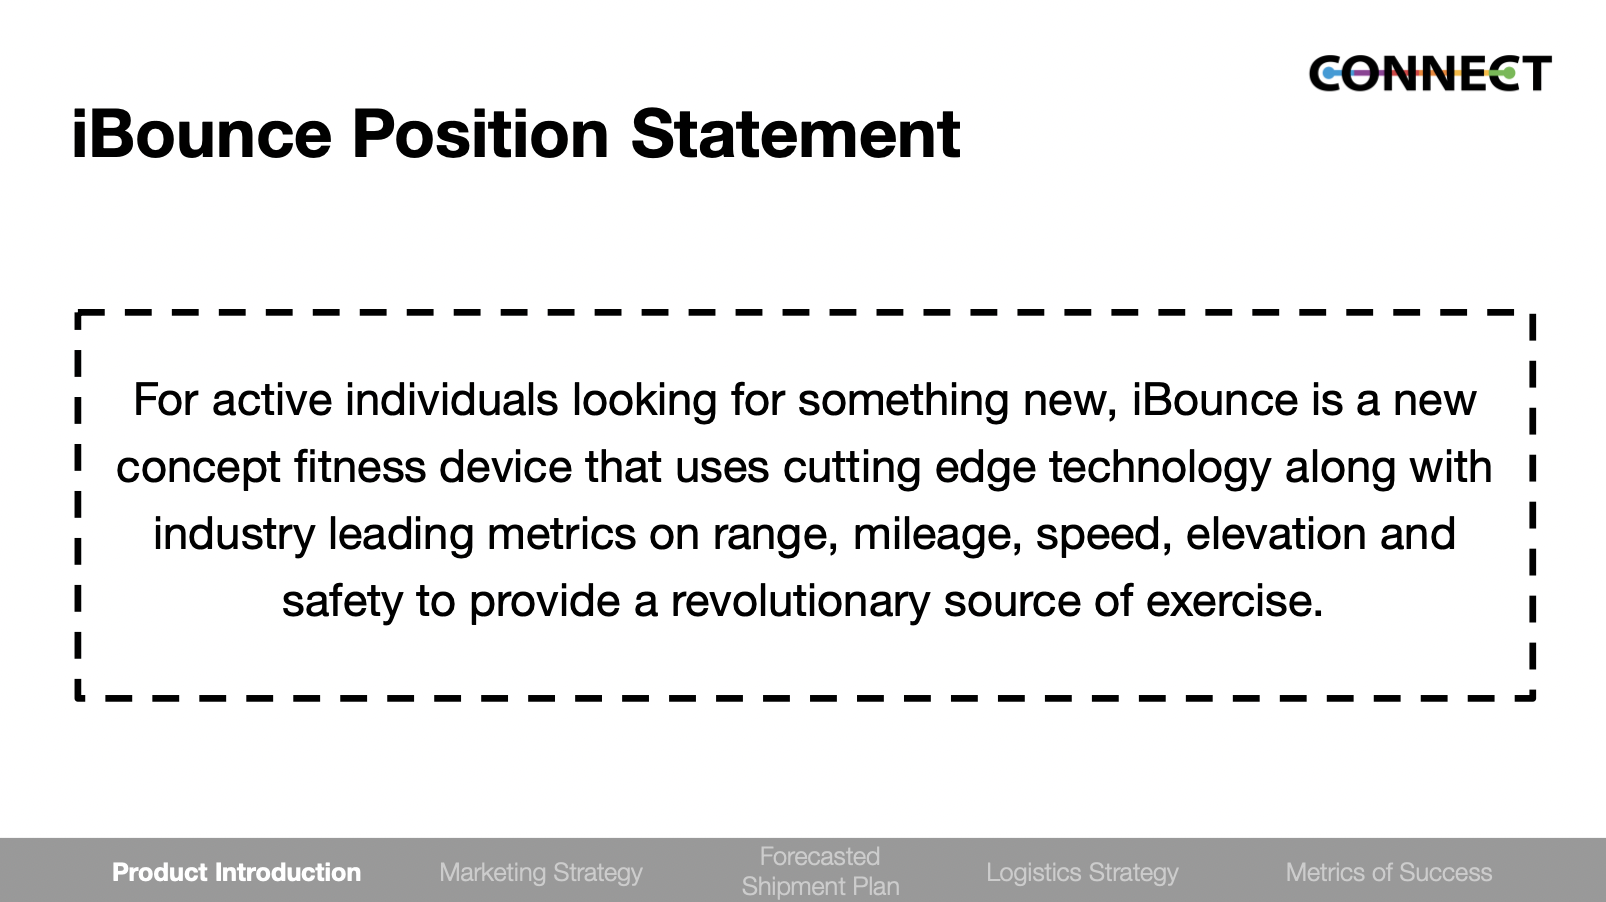 CONNECT
iBounce Position Statement
For active individuals looking for something new, iBounce is a new
concept fitness device that uses cutting edge technology along with
industry leading metrics on range, mileage, speed, elevation and
safety to provide a revolutionary source of exercise.
Product Introduction
Marketing Strategy
Forecasted
Shipment Plan
Logistics Strategy
Metrics of Success